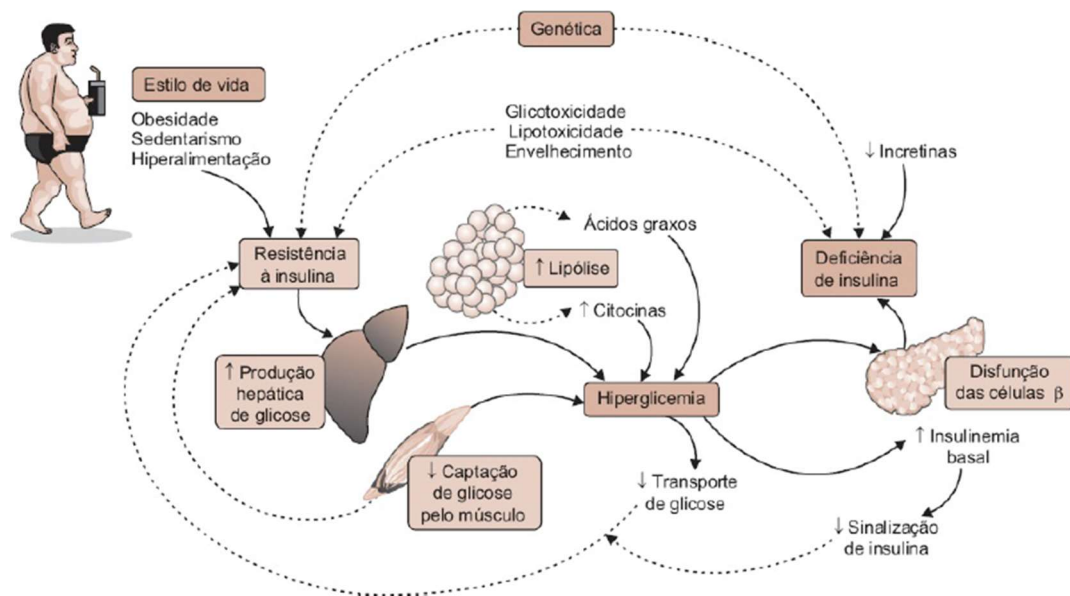 Genética
Estilo de vida
Obesidade
Sedentarismo
Hiperalimentação
Glicotoxicidade
Lipotoxicidade
Envelhecimento
↓ Incretinas
Resistência
à insulina
Ácidos graxos
↑ Lipólise
↑ Citocinas
Deficiência
de insulina
↑ Produção
hepática
de glicose
Hiperglicemia
Disfunção
das células β
↓ Captação
de glicose
pelo músculo
↓ Transporte
de glicose
↑ Insulinemia
basal
↓ Sinalização
de insulina